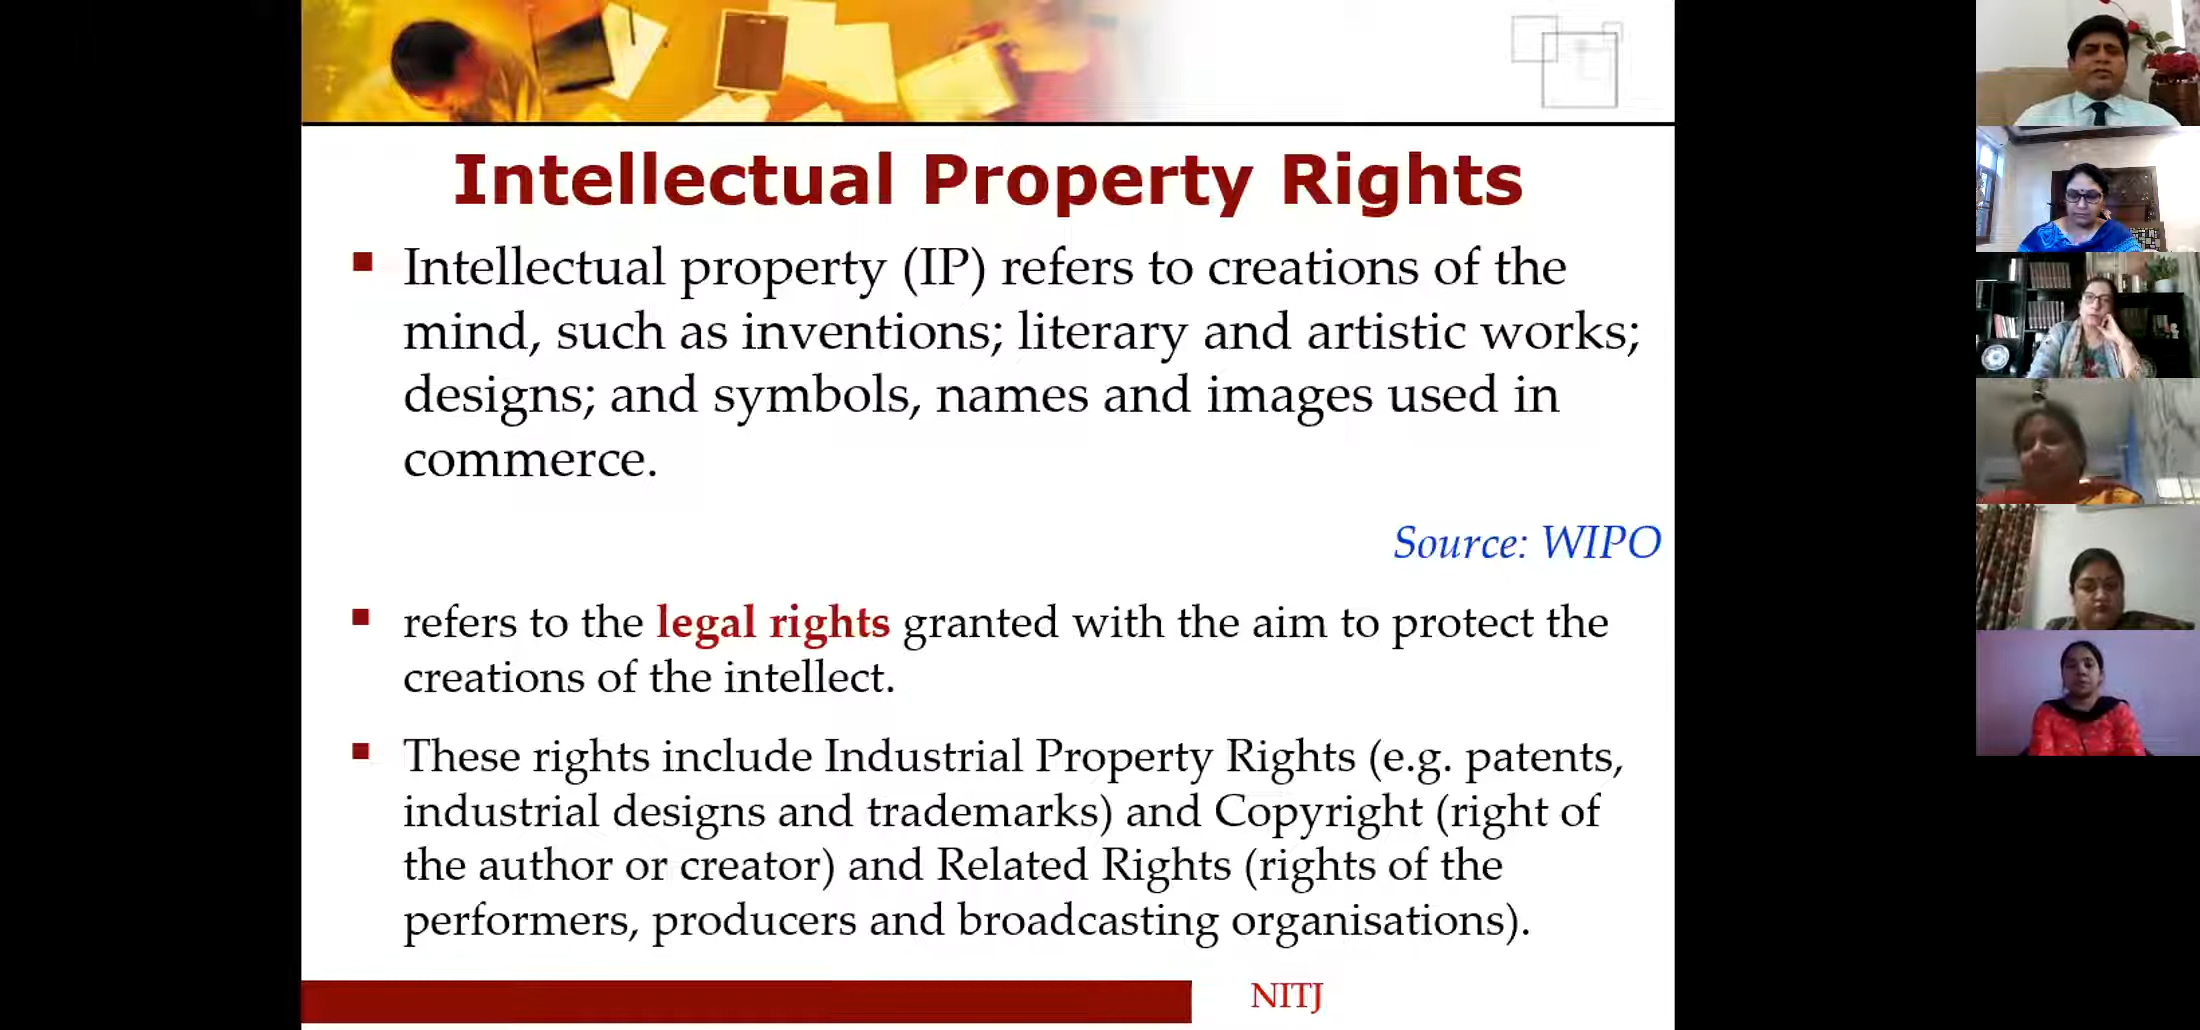 Intellectual Property Rights
Intellectual property (IP) refers to creations of the
mind, such as inventions; literary and artistic works;
designs; and symbols, names and images used in
commerce.
Source: WIPO
refers to the legal rights granted with the aim to protect the
creations of the intellect.
These rights include Industrial Property Rights (e.g. patents,
industrial designs and trademarks) and Copyright (right of
the author or creator) and Related Rights (rights of the
performers, producers and broadcasting organisations).
NITJ